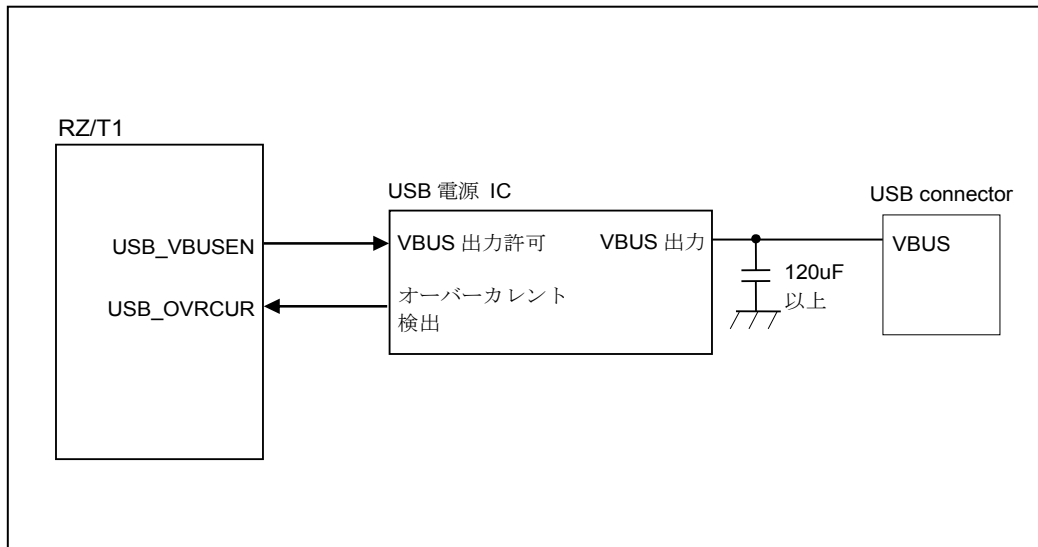 RZ/T1
USB_VBUSEN
USB_OVRCUR
USB 電源 IC
VBUS 出力許可
VBUS 出力
オーバーカレント
検出
120uF
以上
USB connector
VBUS